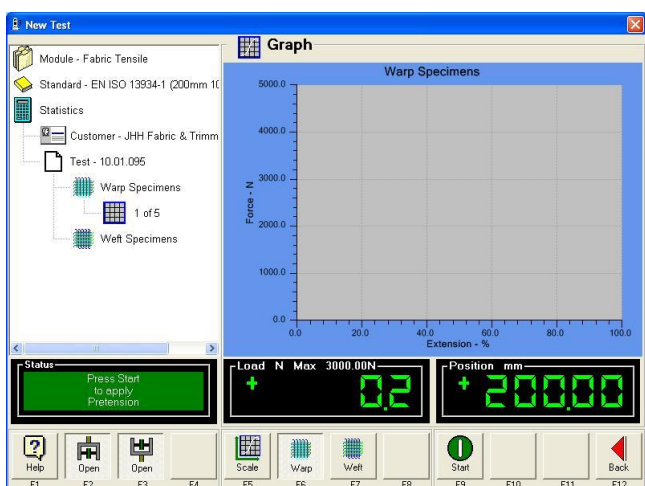 New Test
Module - Fabric Tensile
Standard - EN ISO 13934-1 (200mm 10
Statistics
Customer - JHH Fabric & Trimm
Test - 10.01.095
Warp Specimens
1 of 5
Weft Specimens
Graph
Warp Specimens
5000.0
4000.0
3000.0
2000.0
1000.0
0.0
Force - N
0.0 20.0 40.0 60.0 80.0 100.0
Extension - %
Status
Press Start
to apply
Pretension
Load N Max 3000.00N
+ 0.2
Position mm
+ 200.00
Help Open Open Scale Warp Weft Start Back
F1 F2 F3 F4 F5 F6 F7 F8 F9 F10 F11 F12